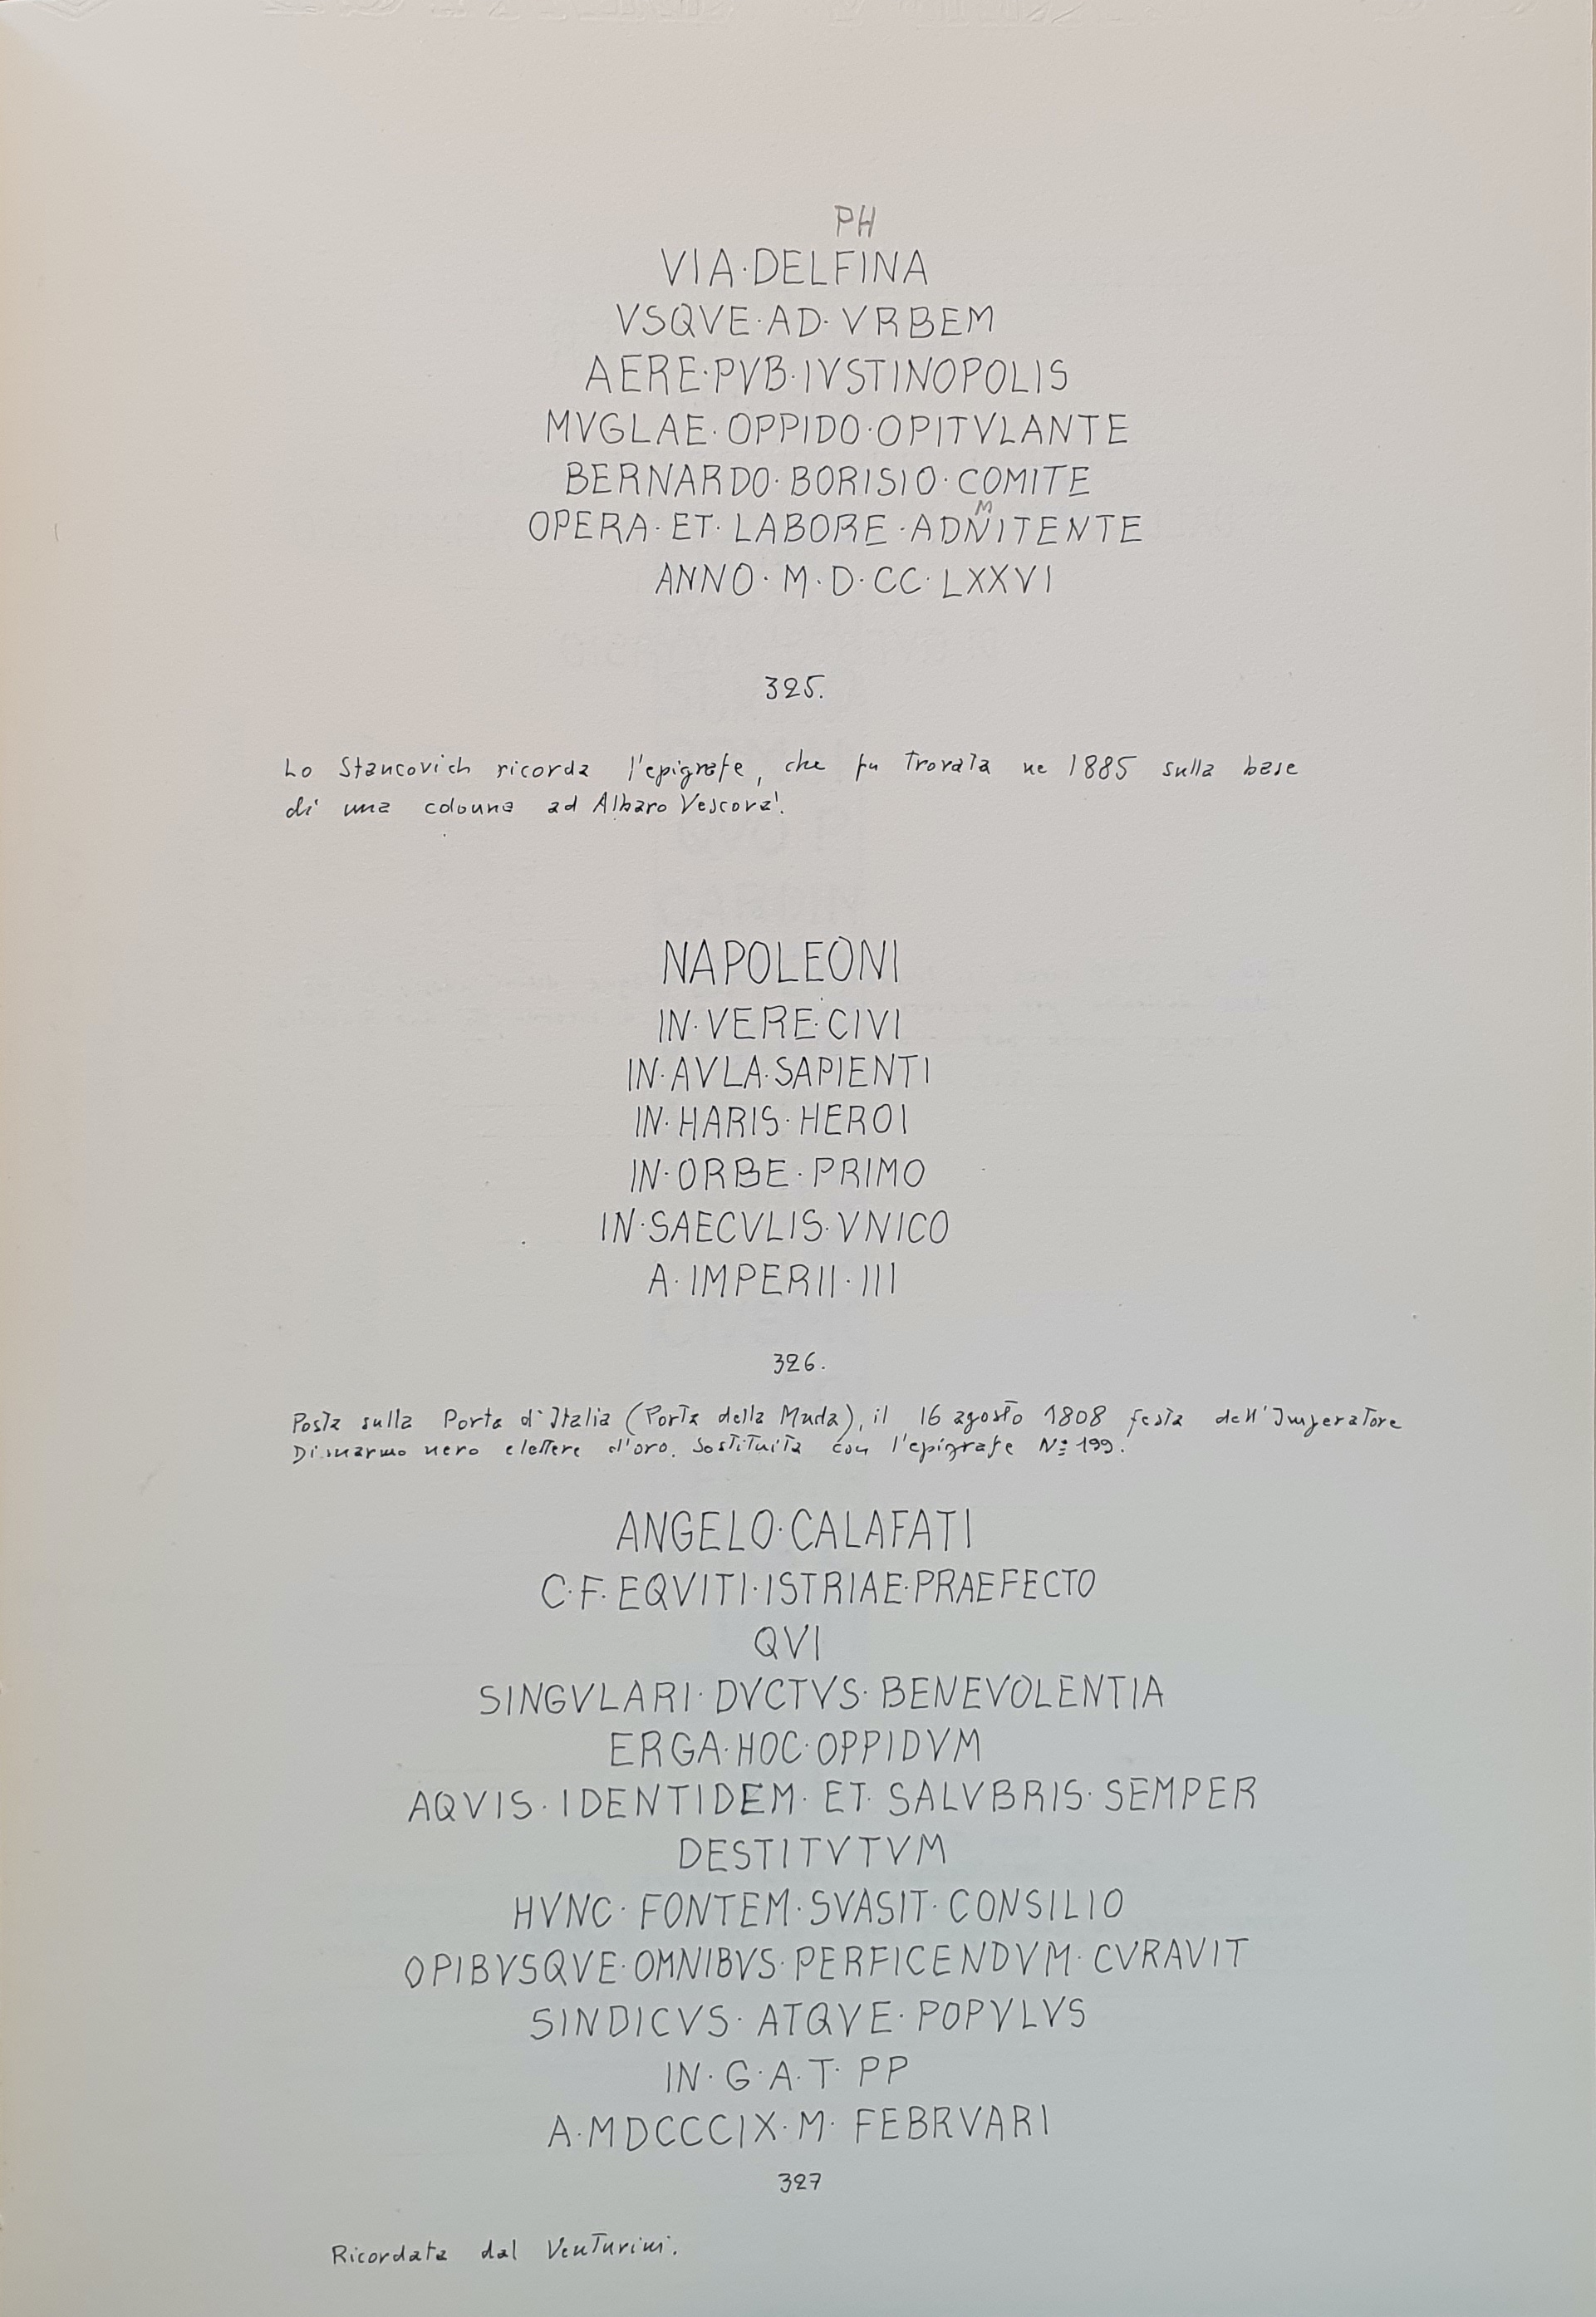 PH
VIA·DELFINA
VSQVE·AD·VRBEM
AERE·PVB·IVSTINOPOLIS
MVGLAE·OPPIDO·OPITVLANTE
BERNARDO·BORISIO·COMITE
M
OPERA·ET·LABORE·ADNITENTE
ANNO·M·D·CC·LXXVI
325.
Lo Stancovich ricorda l'epigrafe, che fu trovata ne 1885 sulla base
di una colonna ad Albaro Vescovà.
NAPOLEONI
IN·VERE·CIVI
IN·AVLA·SAPIENTI
IN·HARIS·HEROI
IN·ORBE·PRIMO
IN·SAECVLIS·VNICO
A·IMPERII·III
326.
Posta sulla Porta d'Italia (Porta della Muda), il 16 agosto 1808 festa dell'Imperatore
Di marmo nero e lettere d'oro. Sostituita con l'epigrafe N: 199.
ANGELO·CALAFATI
C·F·EQVITI·ISTRIAE·PRAEFECTO
QVI
SINGVLARI·DVCTVS·BENEVOLENTIA
ERGA·HOC·OPPIDVM
AQVIS·IDENTIDEM·ET·SALVBRIS·SEMPER
DESTITVTVM
HVNC·FONTEM·SVASIT·CONSILIO
OPIBVSQVE·OMNIBVS·PERFICENDVM·CVRAVIT
SINDICVS·ATQVE·POPVLVS
IN·G·A·T·PP
A·MDCCCIX·M·FEBRVARI
327
Ricordata dal Venturini.